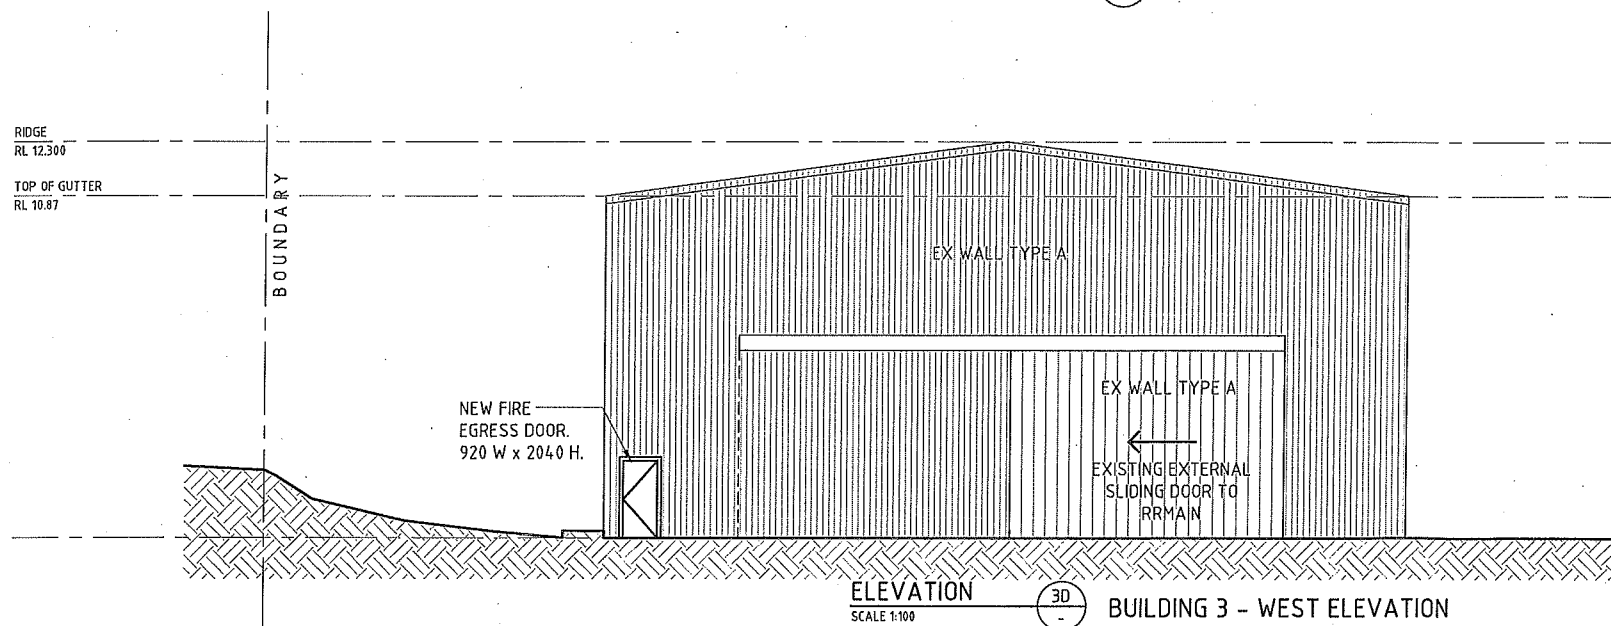 RIDGE
RL 12.300
TOP OF GUTTER
RL 10.87
BOUNDARY
EX WALL TYPE A
NEW FIRE
EGRESS DOOR.
920 W x 2040 H.
EX WALL TYPE A
EXISTING EXTERNAL
SLIDING DOOR TO
RRMAIN
ELEVATION
SCALE 1:100
3D
-
BUILDING 3 - WEST ELEVATION